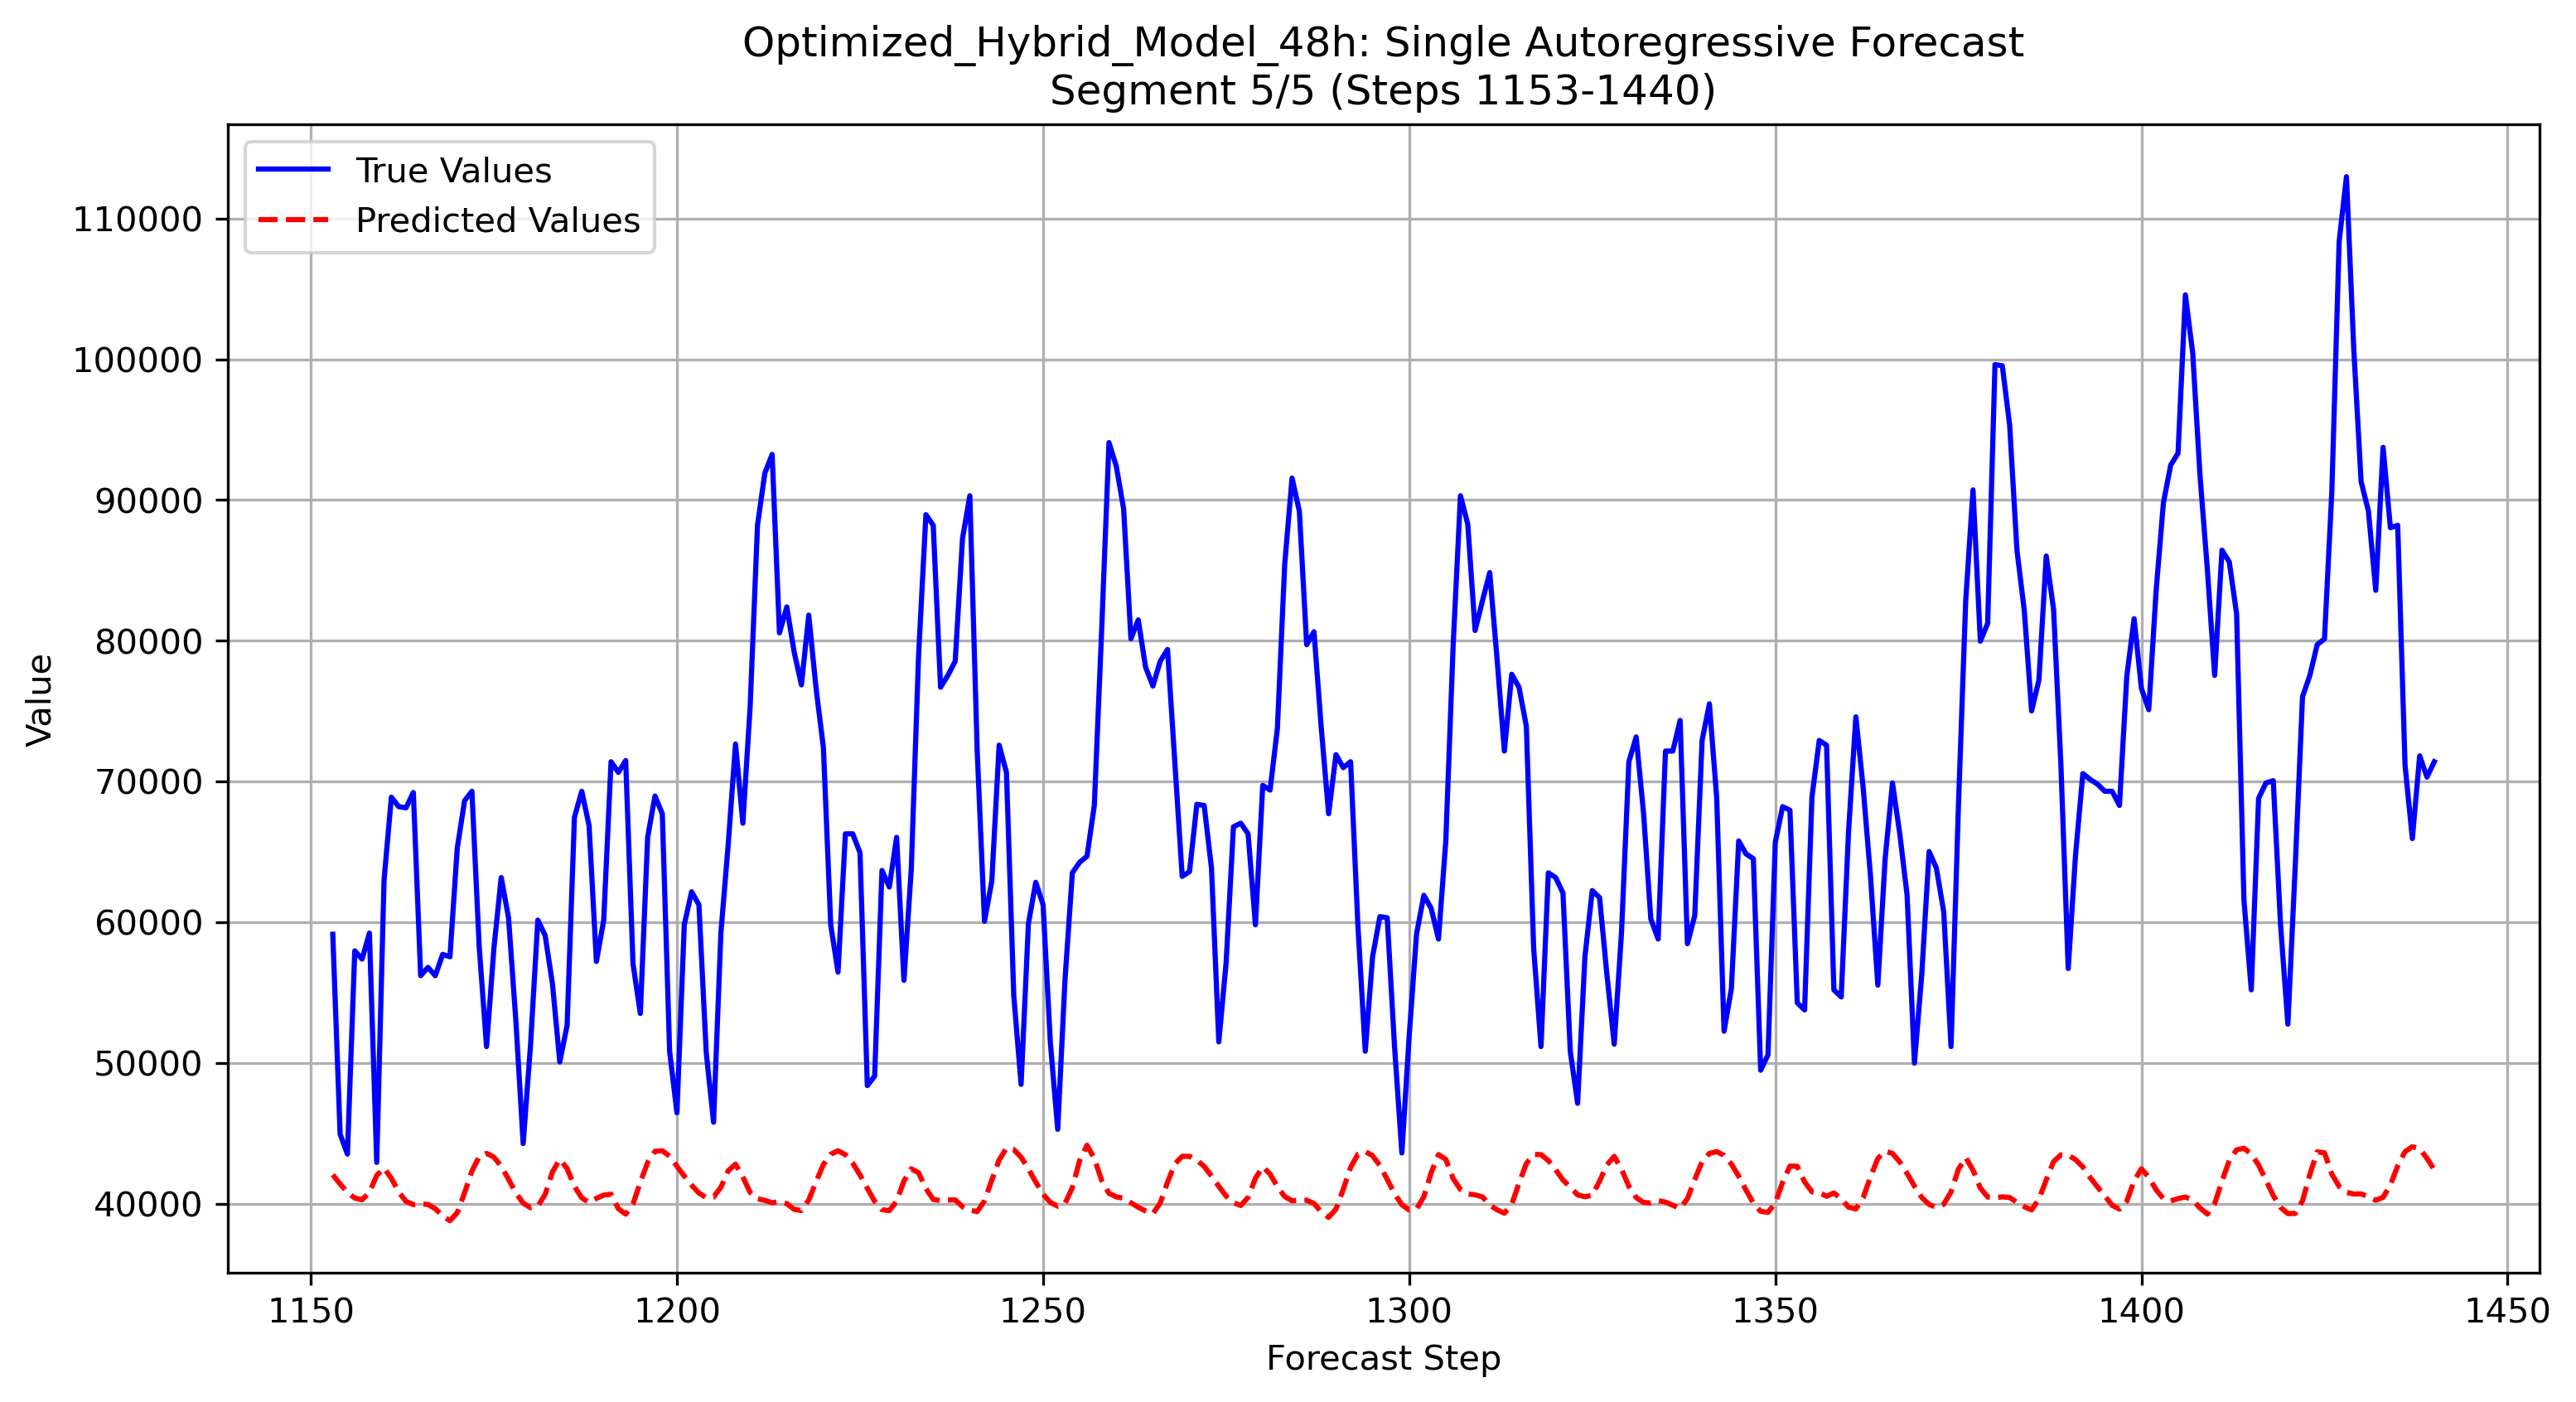 Optimized_Hybrid_Model_48h: Single Autoregressive Forecast
Segment 5/5 (Steps 1153-1440)
True Values
Predicted Values
110000
100000
90000
80000
70000
60000
50000
40000
Value
1150
1200
1250
1300
1350
1400
1450
Forecast Step